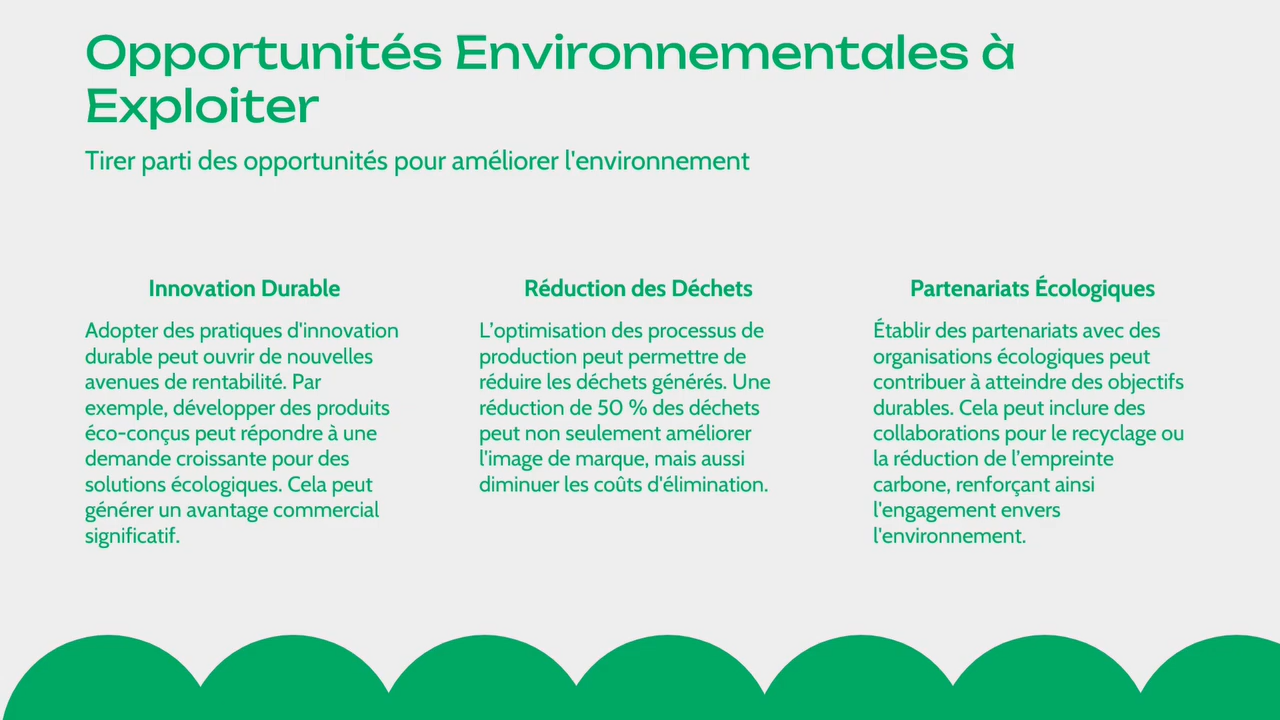 Opportunités Environnementales à
Exploiter
Tirer parti des opportunités pour améliorer l'environnement
Innovation Durable
Adopter des pratiques d'innovation
durable peut ouvrir de nouvelles
avenues de rentabilité. Par
exemple, développer des produits
éco-conçus peut répondre à une
demande croissante pour des
solutions écologiques. Cela peut
générer un avantage commercial
significatif.
Réduction des Déchets
L’optimisation des processus de
production peut permettre de
réduire les déchets générés. Une
réduction de 50 % des déchets
peut non seulement améliorer
l'image de marque, mais aussi
diminuer les coûts d'élimination.
Partenariats Écologiques
Établir des partenariats avec des
organisations écologiques peut
contribuer à atteindre des objectifs
durables. Cela peut inclure des
collaborations pour le recyclage ou
la réduction de l’empreinte
carbone, renforçant ainsi
l'engagement envers
l'environnement.